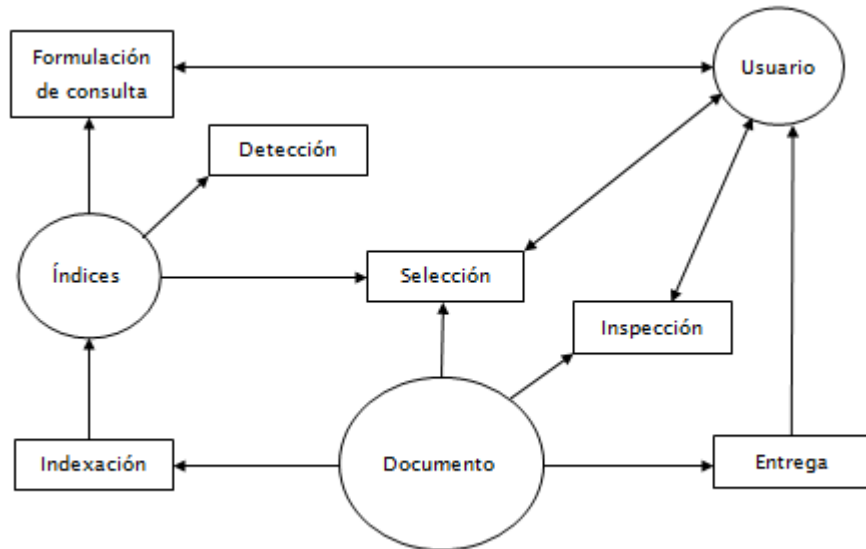 Formulación
de consulta
Usuario
Detección
Índices
Selección
Inspección
Indexación
Documento
Entrega